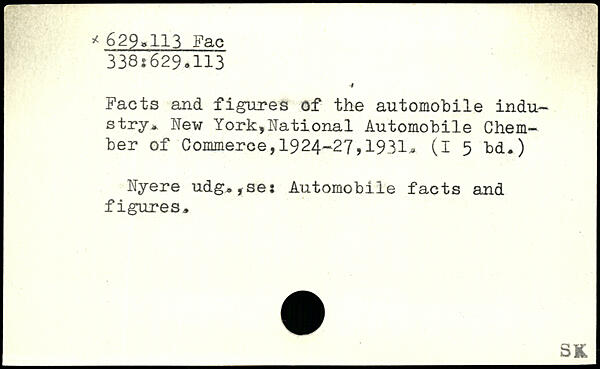 × 629.113 Fac
338:629.113
Facts and figures of the automobile indu-
stry. New York,National Automobile Chem-
ber of Commerce,1924-27,1931. (I 5 bd.)
Nyere udg.,se: Automobile facts and
figures.
SK